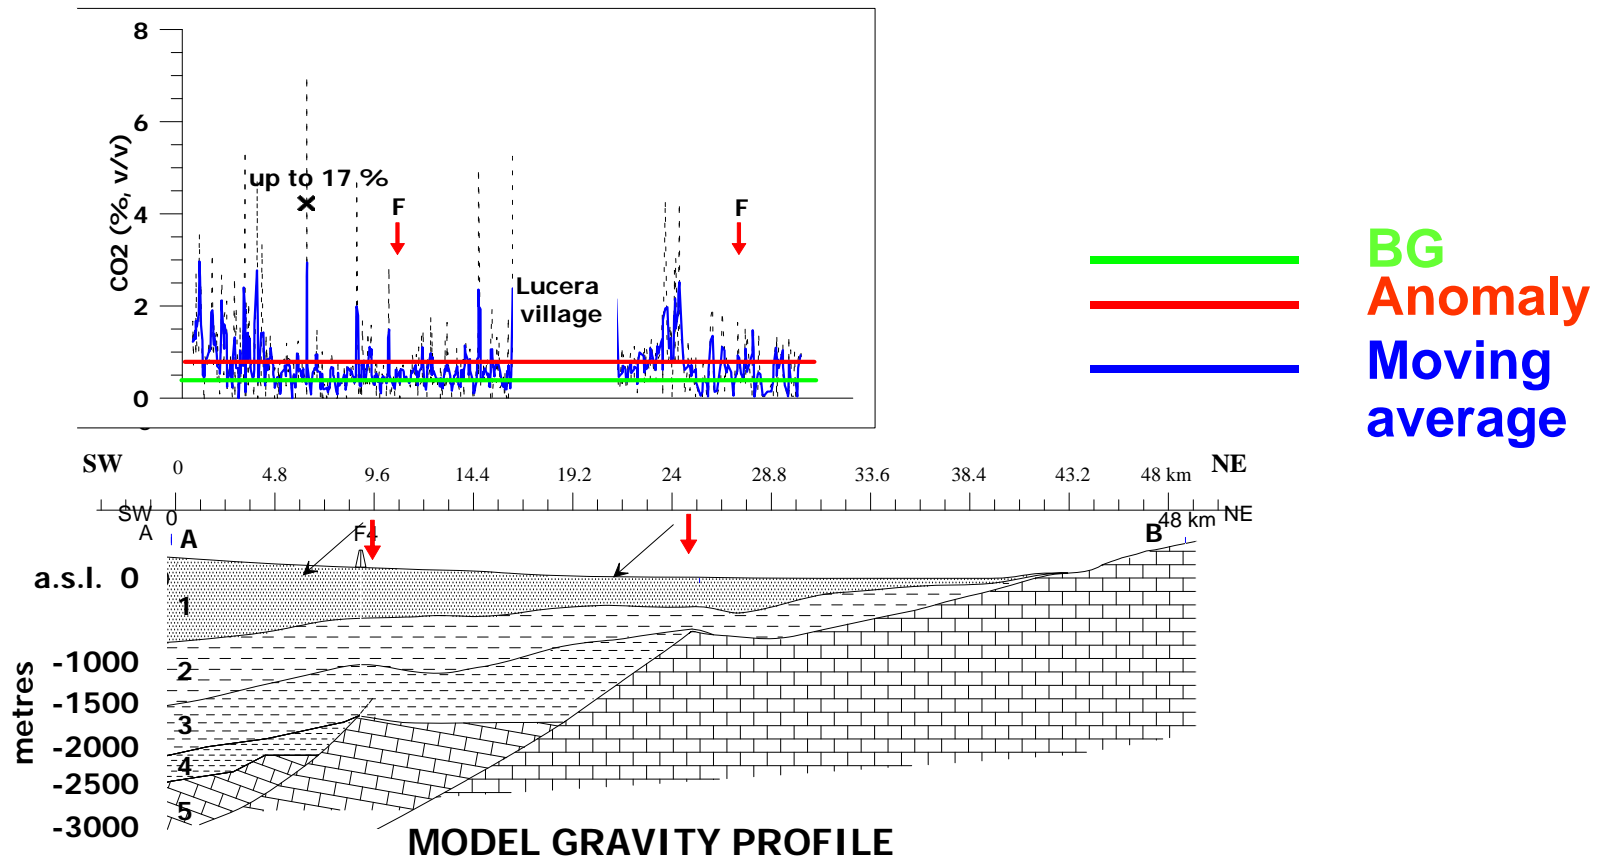 8
6
4
2
0
CO2 (%, v/v)
up to 17 %
F
F
Lucera
village
BG
Anomaly
Moving
average
SW 0 4.8 9.6 14.4 19.2 24 28.8 33.6 38.4 43.2 48 km NE
SW 0 48 km NE
A A F4 B
a.s.l. 0
1
-1000
2
-1500
3
-2000
4
-2500
5
-3000
metres
MODEL GRAVITY PROFILE